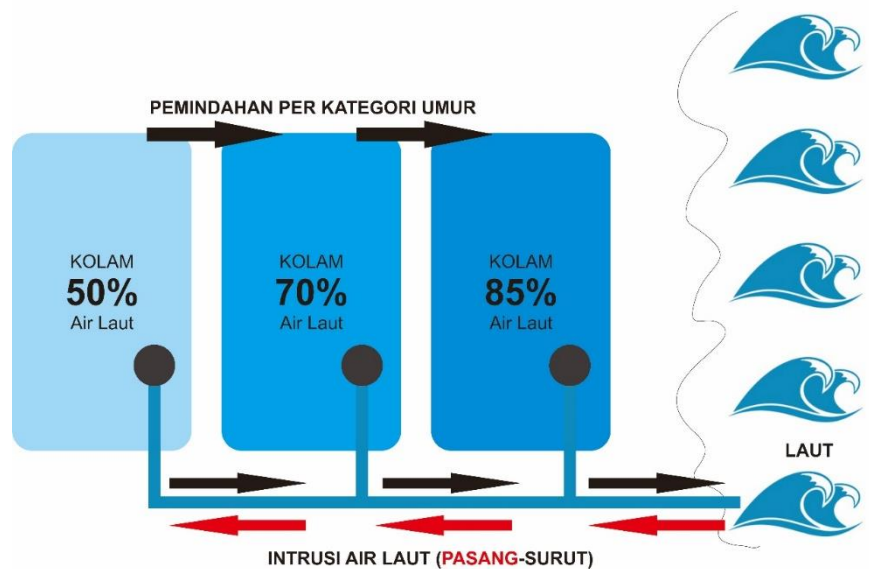 PEMINDAHAN PER KATEGORI UMUR
KOLAM
50%
Air Laut
KOLAM
70%
Air Laut
KOLAM
85%
Air Laut
LAUT
INTRUSI AIR LAUT (PASANG-SURUT)